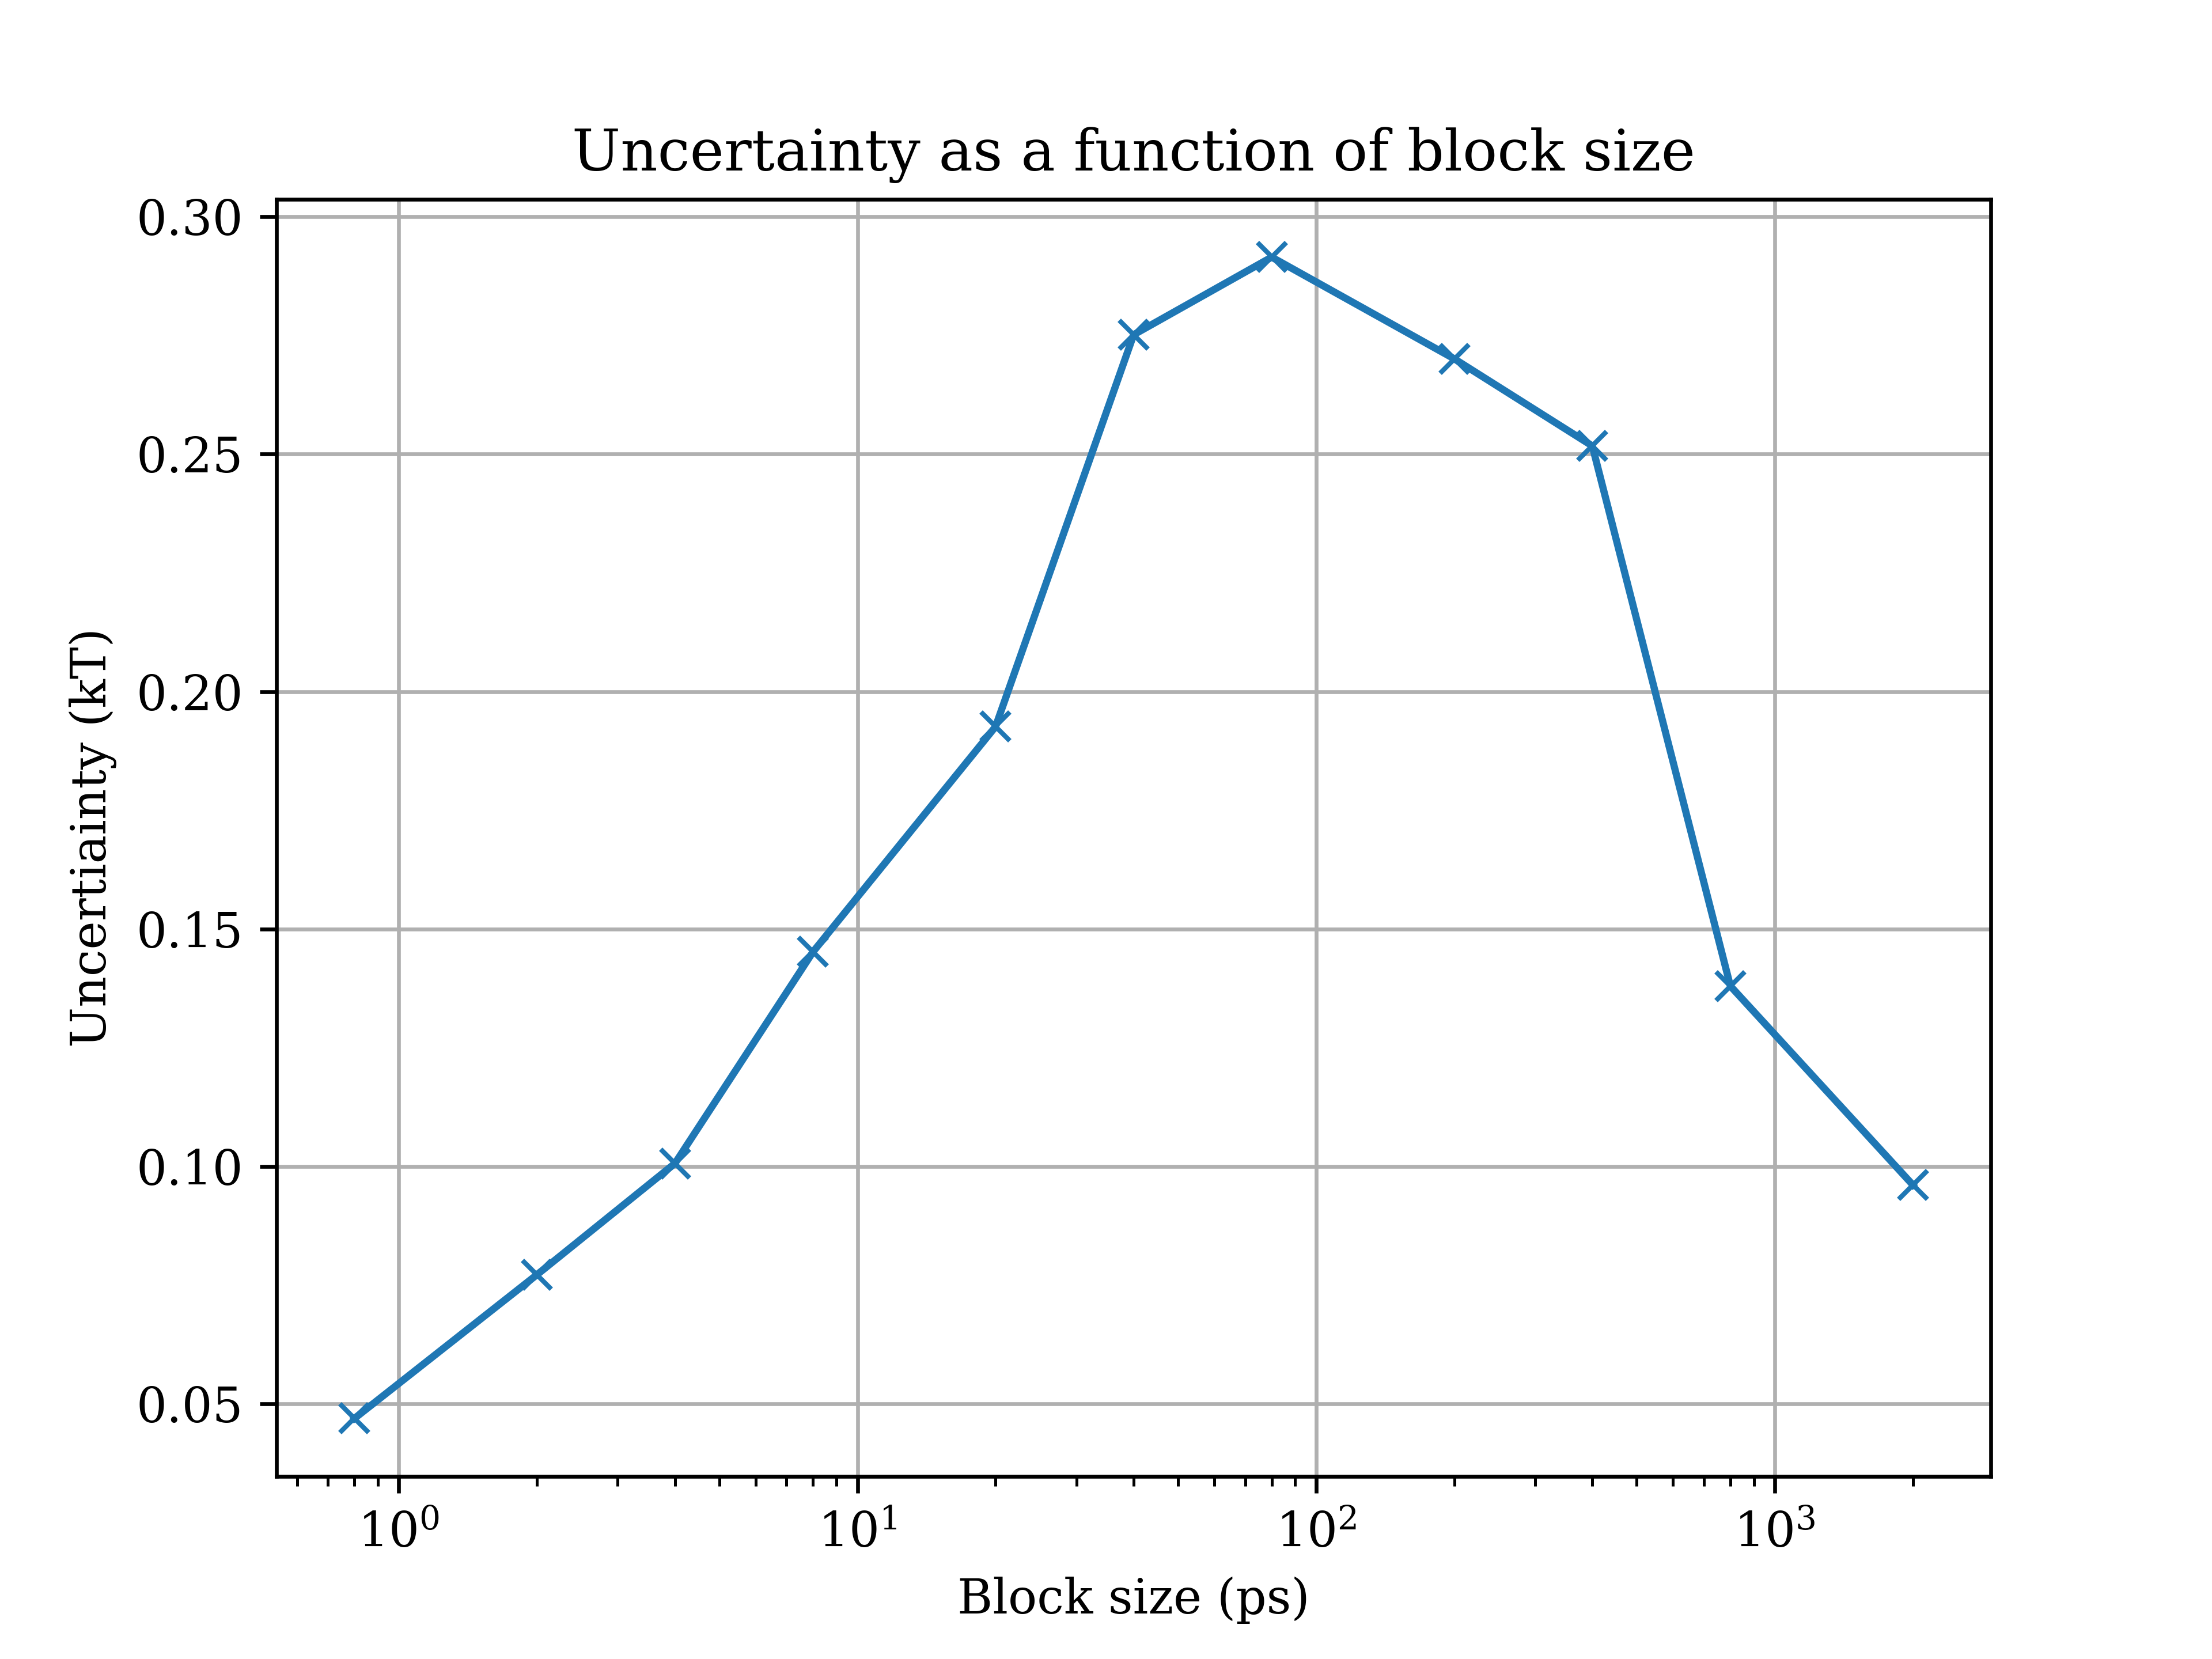 Uncertainty as a function of block size
0.30
0.25
0.20
0.15
0.10
0.05
Uncertiainty (kT)
10⁰ 10¹ 10² 10³
Block size (ps)